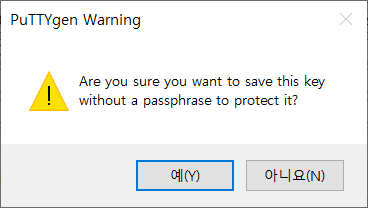 PuTTYgen Warning
Are you sure you want to save this key
without a passphrase to protect it?
예(Y)
아니요(N)